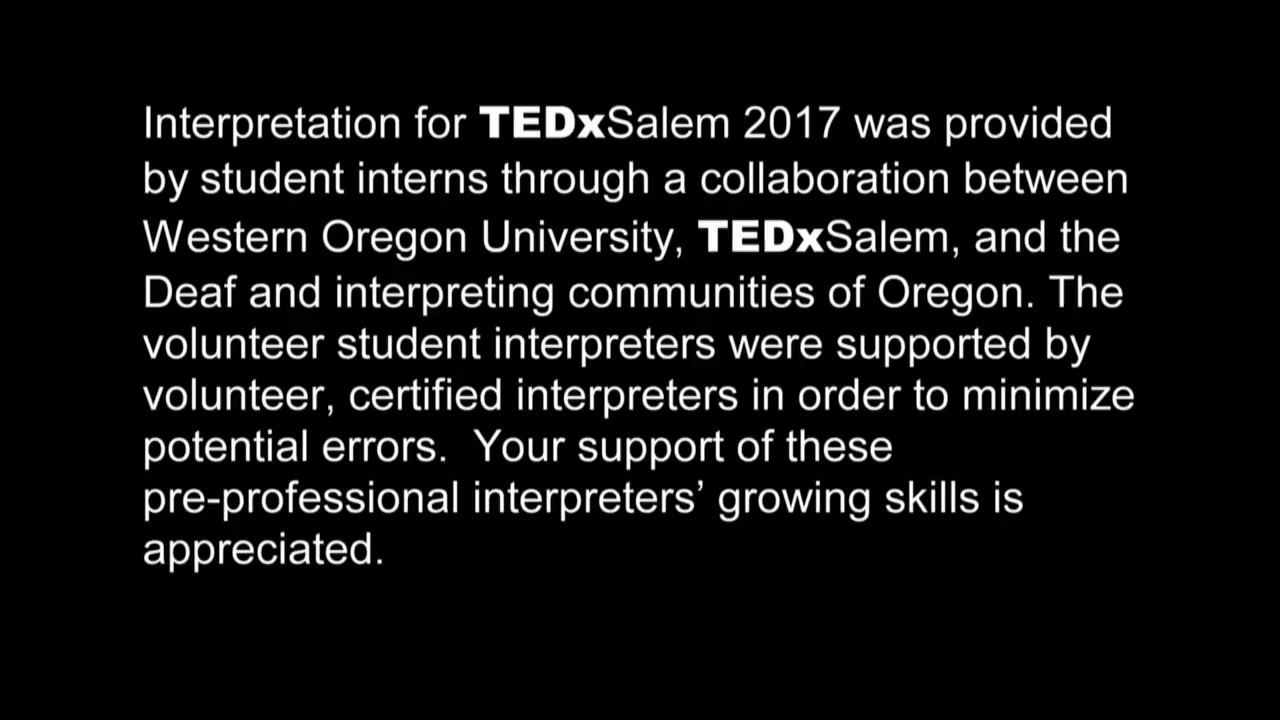 Interpretation for TEDxSalem 2017 was provided
by student interns through a collaboration between
Western Oregon University, TEDxSalem, and the
Deaf and interpreting communities of Oregon. The
volunteer student interpreters were supported by
volunteer, certified interpreters in order to minimize
potential errors.  Your support of these
pre-professional interpreters’ growing skills is
appreciated.